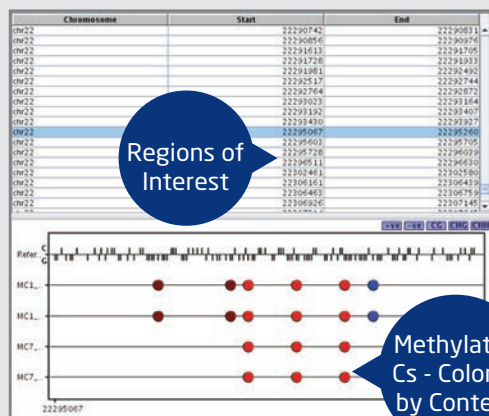 Chromosome Start End
chr22 22290742 22290831
chr22 22290856 22290976
chr22 22291613 22291705
chr22 22291728 22291933
chr22 22291981 22292492
chr22 22292517 22292744
chr22 22292764 22292872
chr22 22293023 22293164
chr22 22293192 22293407
chr22 22293430 22293927
chr22 22295067 22295260
chr22 22295603 22295705
chr22 22295728 22296039
chr22 22296511 22296630
chr22 22302461 22302580
chr22 22306161 22306439
chr22 22306463 22306759
chr22 22306926 22307145
Regions of
Interest
+ve -ve CG CHG CHH
Refer... C
G
MC1_...
MC1_...
MC7_...
MC7_...
22295067
Methylat
Cs - Color
by Conte